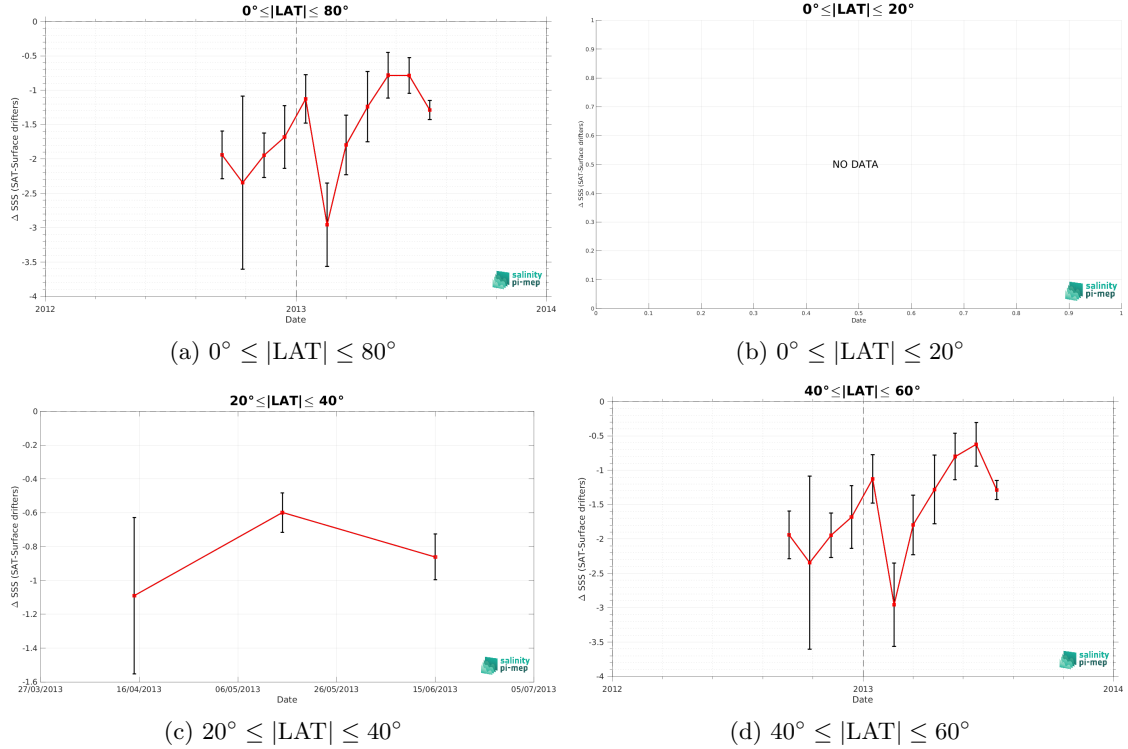 0°≤|LAT|≤ 80°
0
-0.5
-1
-1.5
-2
-2.5
-3
-3.5
-4
Δ SSS (SAT-Surface drifters)
2012
2013
2014
Date
salinity
pi-mep
(a) 0° ≤ |LAT| ≤ 80°
0°≤|LAT|≤ 20°
1
0.9
0.8
0.7
0.6
0.5
0.4
0.3
0.2
0.1
0
Δ SSS (SAT-Surface drifters)
NO DATA
0
0.1
0.2
0.3
0.4
0.5
0.6
0.7
0.8
0.9
1
Date
salinity
pi-mep
(b) 0° ≤ |LAT| ≤ 20°
20°≤|LAT|≤ 40°
0
-0.2
-0.4
-0.6
-0.8
-1
-1.2
-1.4
-1.6
Δ SSS (SAT-Surface drifters)
27/03/2013
16/04/2013
06/05/2013
26/05/2013
15/06/2013
05/07/2013
Date
salinity
pi-mep
(c) 20° ≤ |LAT| ≤ 40°
40°≤|LAT|≤ 60°
0
-0.5
-1
-1.5
-2
-2.5
-3
-3.5
-4
Δ SSS (SAT-Surface drifters)
2012
2013
2014
Date
salinity
pi-mep
(d) 40° ≤ |LAT| ≤ 60°